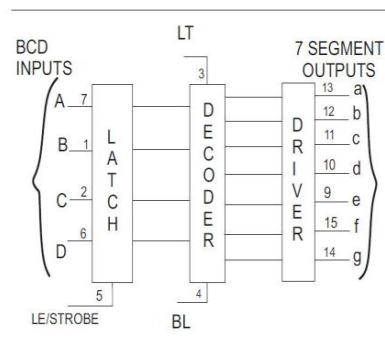 LT
BCD
INPUTS
7 SEGMENT
OUTPUTS
3
13 a
A 7
12 b
B 1
11 c
C 2
10 d
9 e
D 6
15 f
14 g
LATCH
DECODER
DRIVER
5
4
LE/STROBE
BL